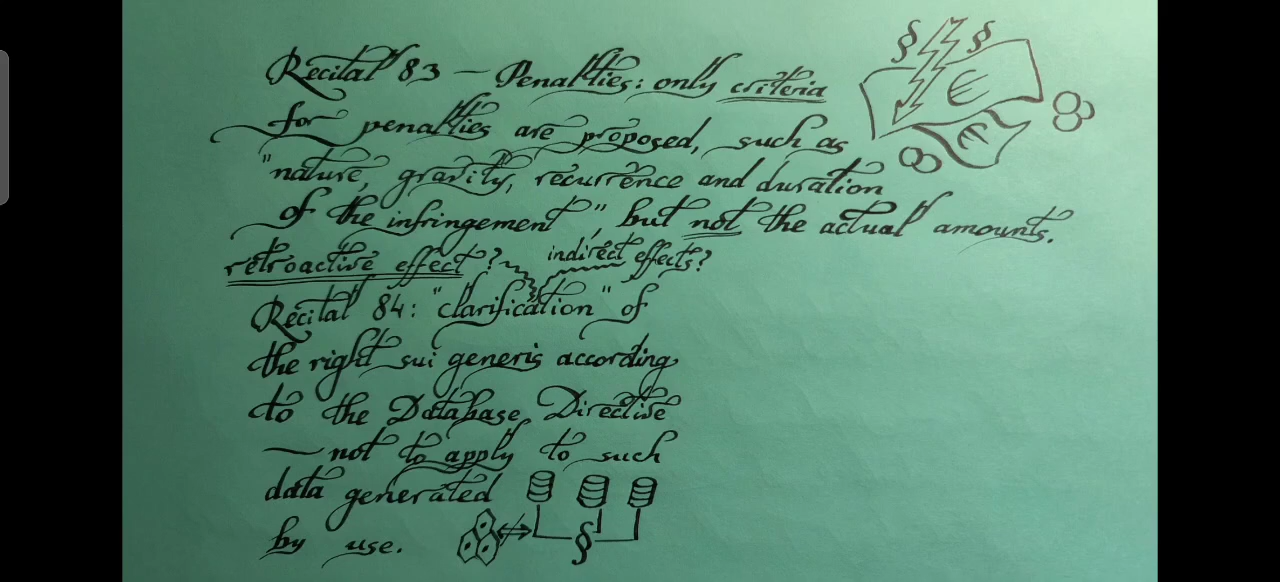 § §
Recital 83 — Penalties: only criteria
€
for penalties are proposed, such as
€
"nature, gravity, recurrence and duration
of the infringement", but not the actual amounts.
retroactive effect? indirect effects?
Recital 84: "clarification" of
the right sui generis according
to the Database Directive
— not to apply to such
data generated
by use.
§